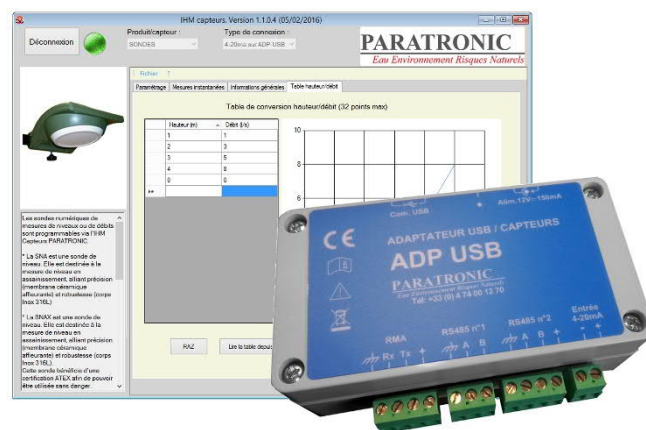 IHM capteurs, Version 1.1.0.4 (05/02/2016)
Déconnexion
Produit/capteur :
Type de connexion :
SONDES
4-20ma sur ADP-USB
PARATRONIC
Eau Environnement Risques Naturels
Fichier ?
Paramétrage Mesures instantanées Informations générales Table hauteur/débit
Table de conversion hauteur/débit (32 points max)
Hauteur (m) Débit (l/s)
1 1
2 3
3 5
4 8
0 0
10
8
6
Les sondes numériques de
mesures de niveaux ou de débits
sont programmables via l'IHM
Capteurs PARATRONIC
* La SNA est une sonde de
niveau. Elle est destinée à la
mesure de niveau en
assainissement, alliant précision
(membrane céramique
affleurante) et robustesse (corps
Inox 316L)
* La SNAX est une sonde de
niveau. Elle est destinée à la
mesure de niveau en
assainissement, alliant précision
(membrane céramique
affleurante) et robustesse (corps
Inox 316L).
Cette sonde bénéficie d'une
certification ATEX afin de pouvoir
être utilisée sans danger.
RAZ
Lire la table depuis
Com. USB
Alim.12V 150mA
CE
ADAPTATEUR USB / CAPTEURS
ADP USB
PARATRONIC
Eau Environnement Risques Naturels
Tél: +33 (0) 4 74 00 12 70
RMA
Rx Tx +
RS485 n°1
A B
RS485 n°2
A B +
Entrée
4-20mA
- +